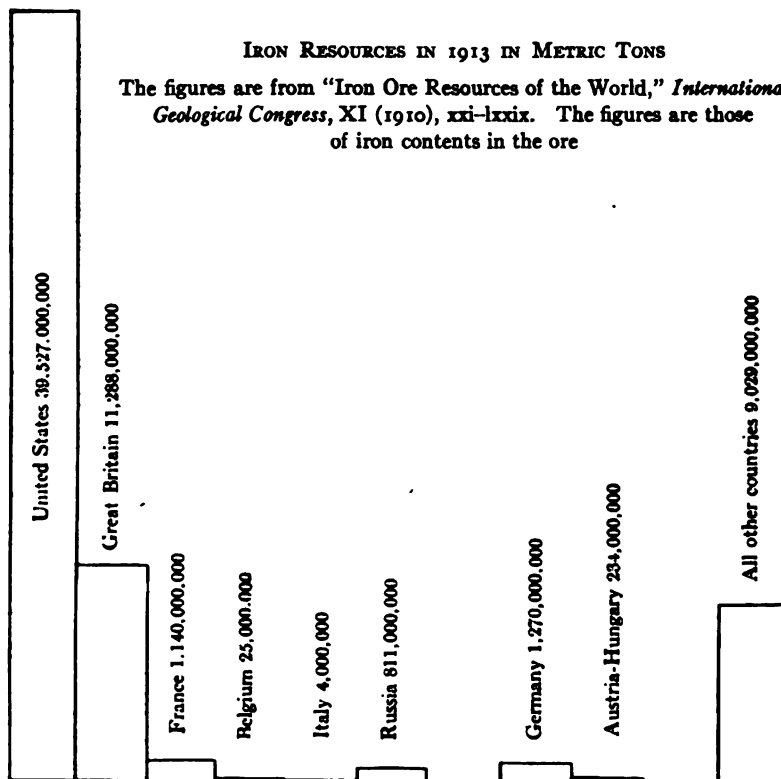 IRON RESOURCES IN 1913 IN METRIC TONS
The figures are from "Iron Ore Resources of the World," Internationa
Geological Congress, XI (1910), xxi–lxxix. The figures are those
of iron contents in the ore
United States 39.527.000,000
Great Britain 11,288,000,000
France 1.140,000.000
Belgium 25,000.000
Italy 4,000,000
Russia 811,000,000
Germany 1,270,000.000
Austria-Hungary 234,000,000
All other countries 9,029,000,000